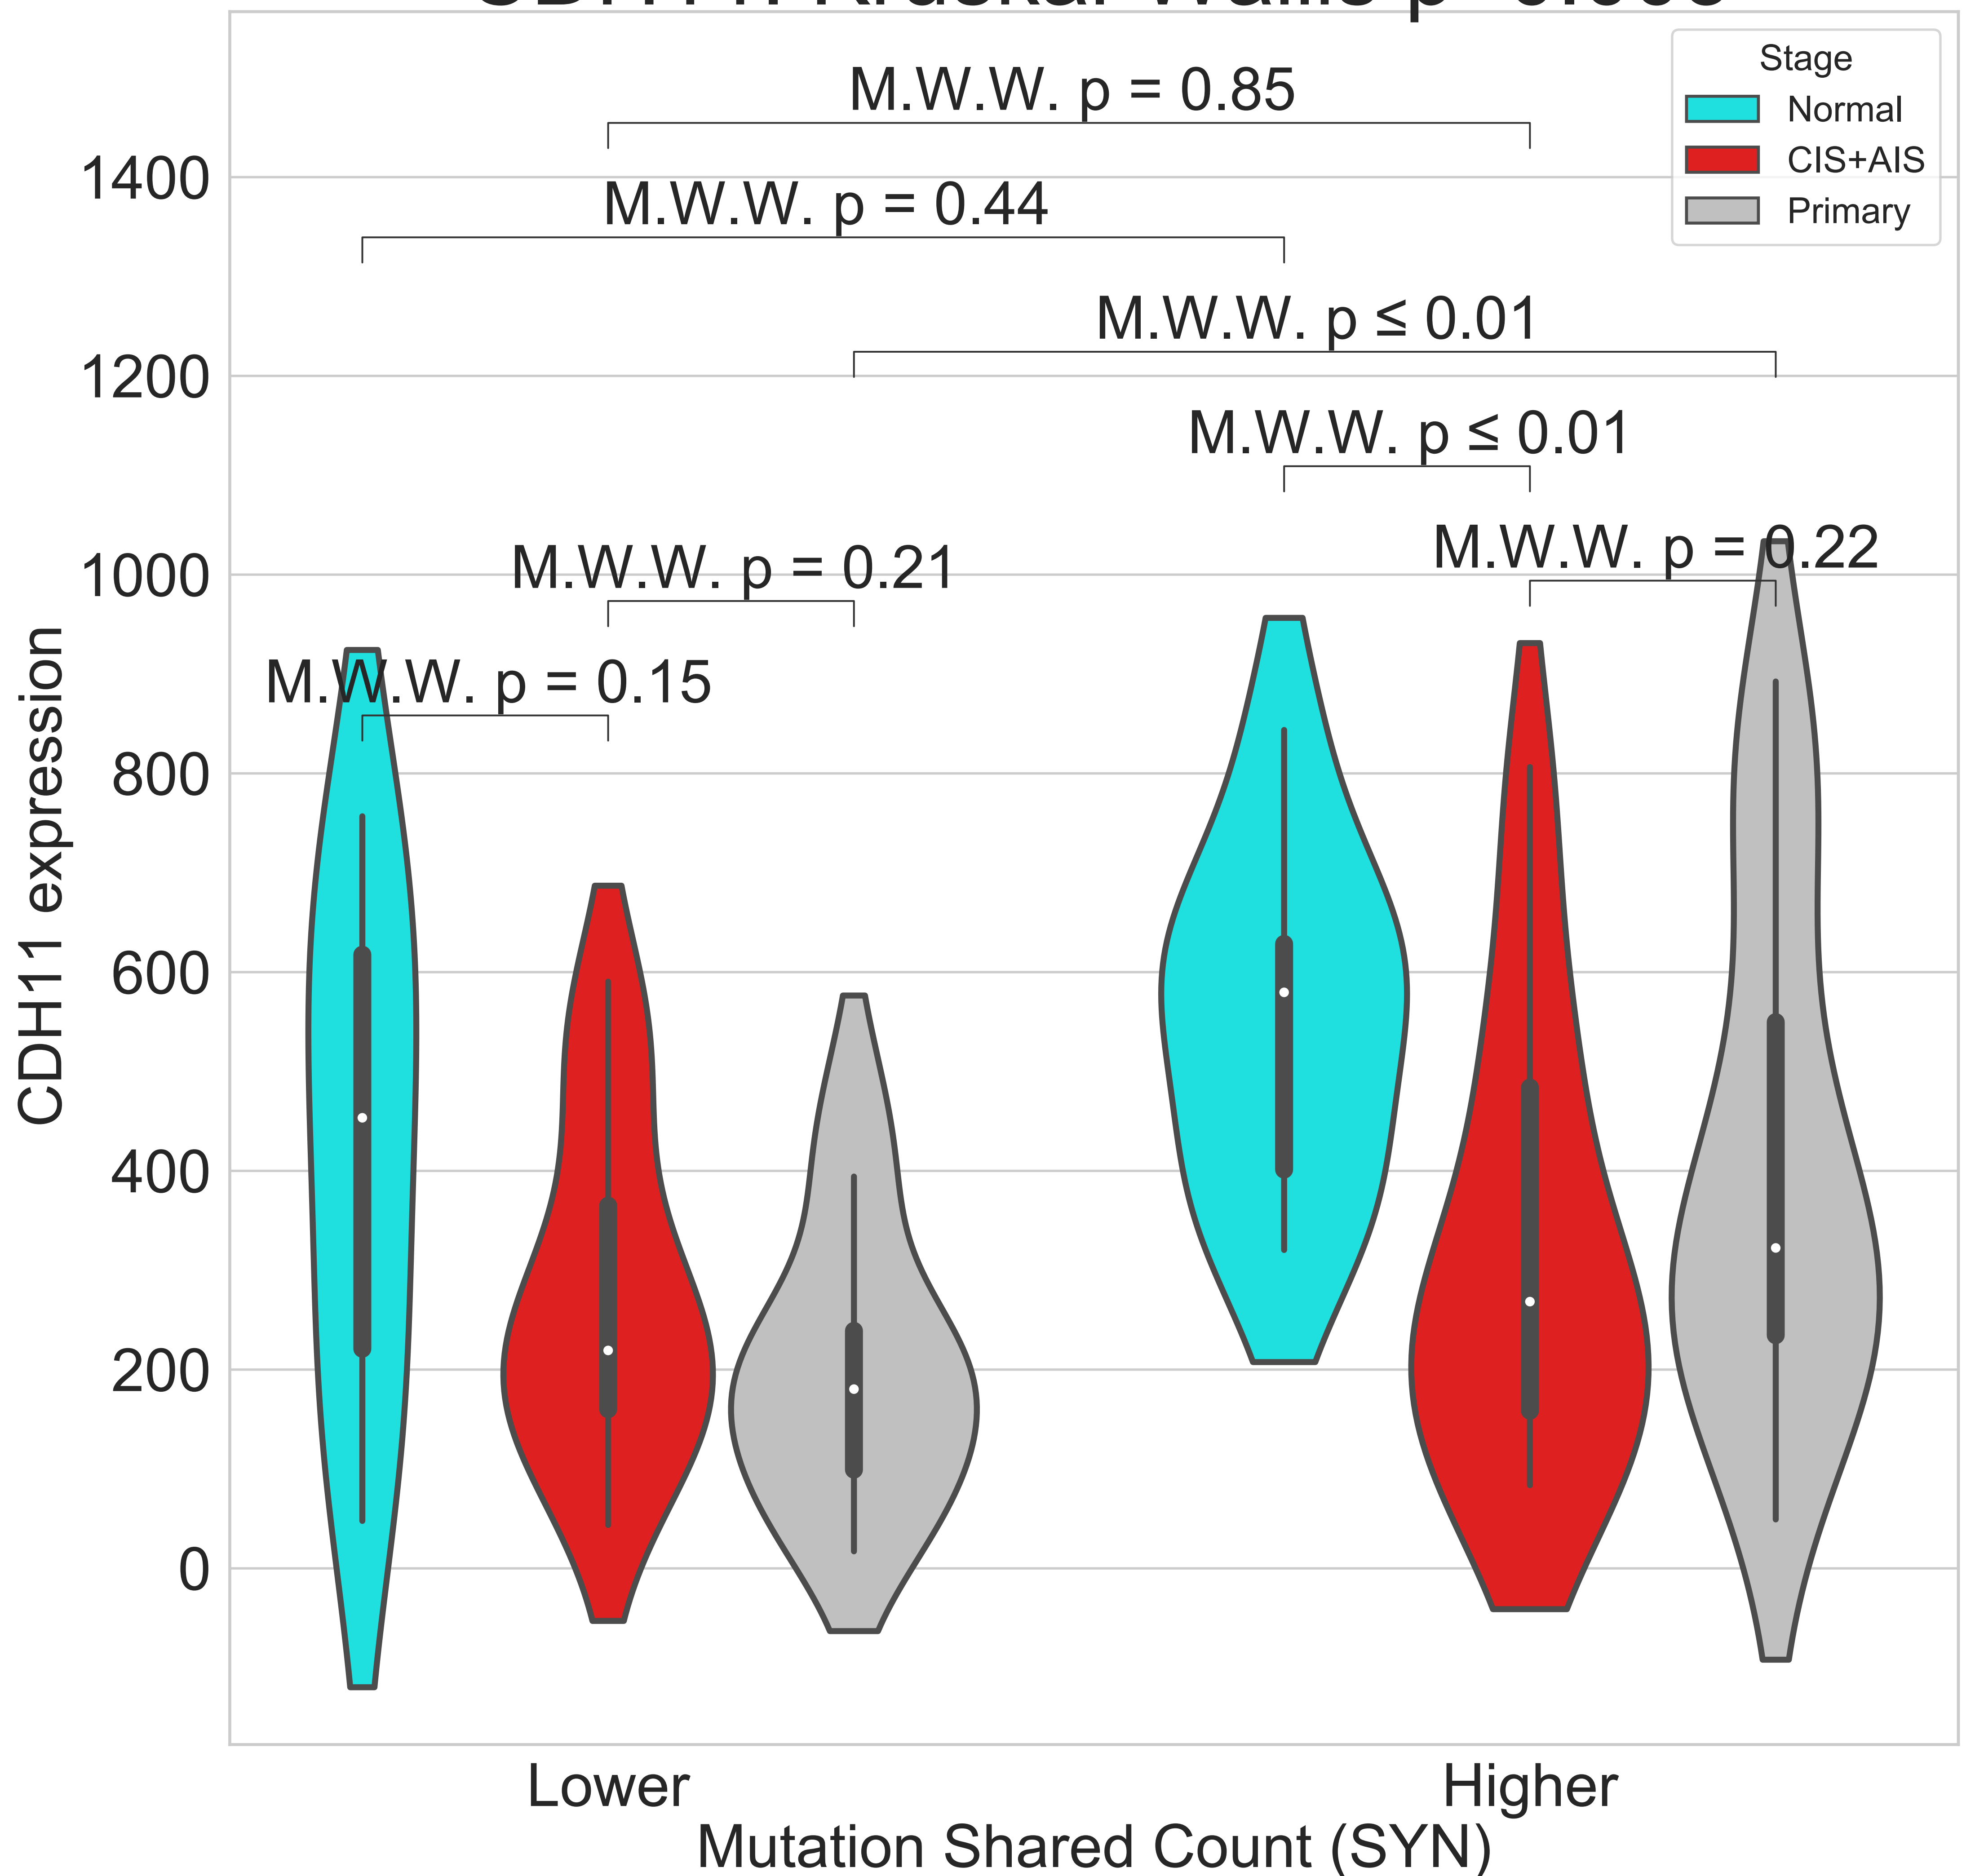 Stage
Normal
CIS+AIS
Primary
M.W.W. p = 0.85
M.W.W. p = 0.44
M.W.W. p ≤ 0.01
M.W.W. p ≤ 0.01
M.W.W. p = 0.22
M.W.W. p = 0.21
M.W.W. p = 0.15
1400
1200
1000
800
600
400
200
0
CDH11 expression
Lower
Higher
Mutation Shared Count (SYN)